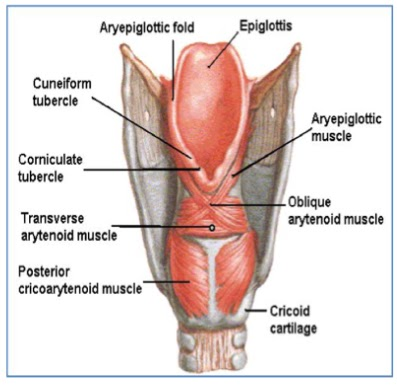 Aryepiglottic fold
Epiglottis
Cuneiform
tubercle
Aryepiglottic
muscle
Corniculate
tubercle
Oblique
arytenoid muscle
Transverse
arytenoid muscle
Posterior
cricoarytenoid muscle
Cricoid
cartilage